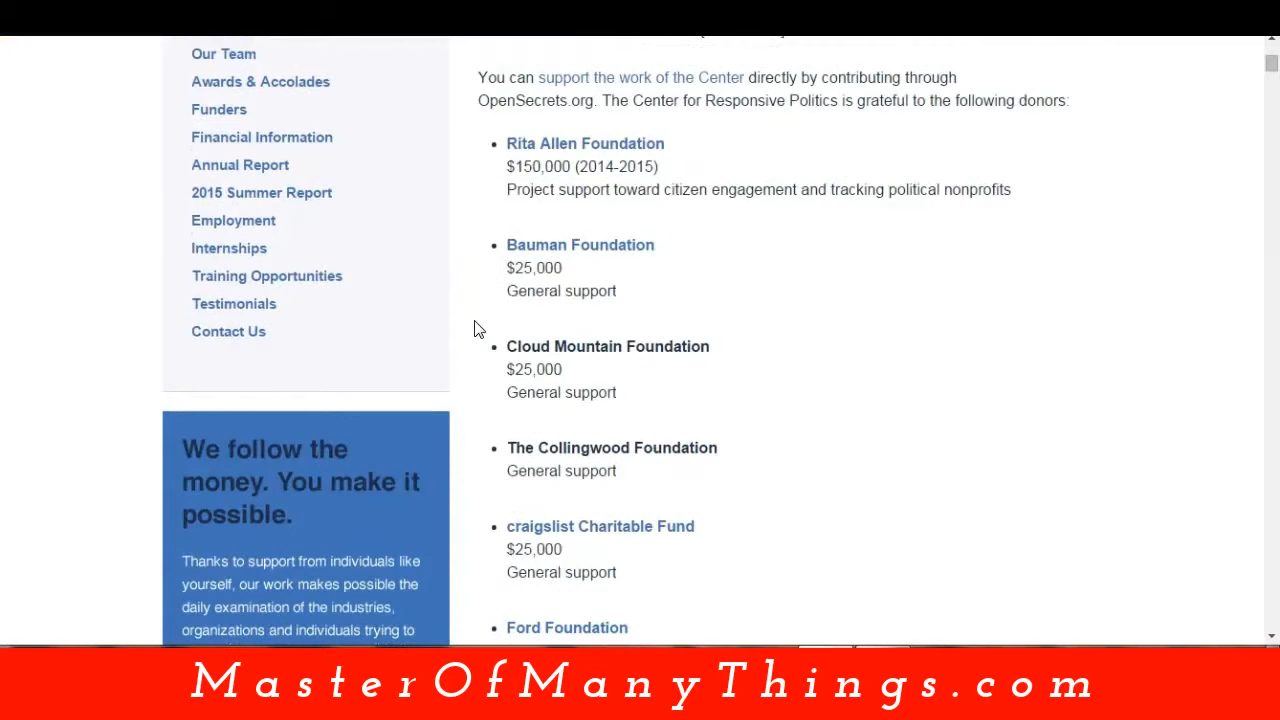 Our Team
Awards & Accolades
Funders
Financial Information
Annual Report
2015 Summer Report
Employment
Internships
Training Opportunities
Testimonials
Contact Us
We follow the
money. You make it
possible.
Thanks to support from individuals like
yourself, our work makes possible the
daily examination of the industries,
organizations and individuals trying to
You can support the work of the Center directly by contributing through
OpenSecrets.org. The Center for Responsive Politics is grateful to the following donors:
• Rita Allen Foundation
$150,000 (2014-2015)
Project support toward citizen engagement and tracking political nonprofits
• Bauman Foundation
$25,000
General support
• Cloud Mountain Foundation
$25,000
General support
• The Collingwood Foundation
General support
• craigslist Charitable Fund
$25,000
General support
• Ford Foundation
MasterOfManyThings.com